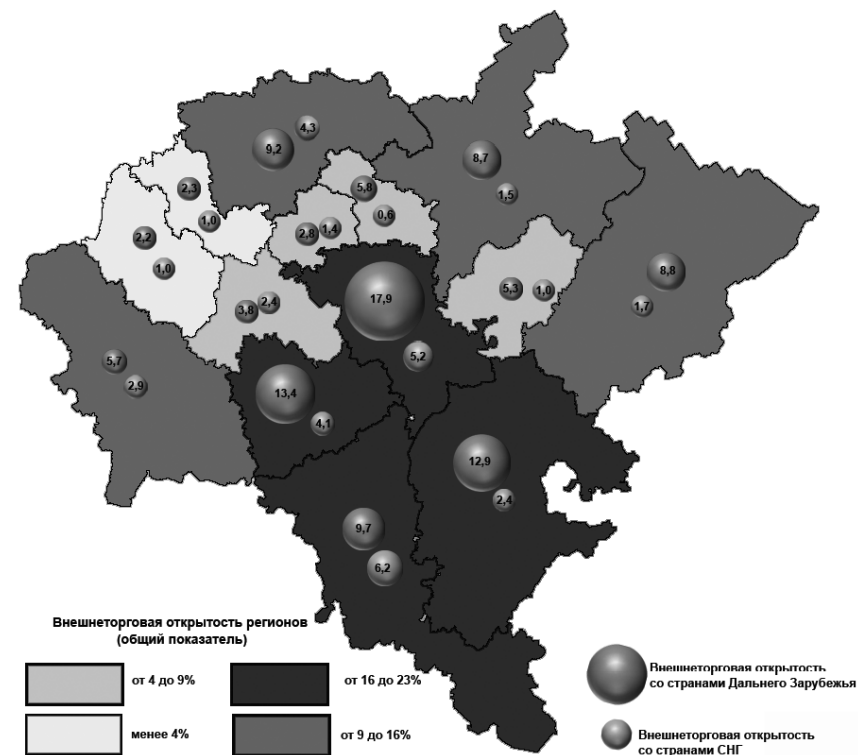 4,3
9,2
8,7
1,5
2,3
5,8
1,0
0,6
2,8
1,4
2,2
1,0
8,8
5,3
1,0
1,7
2,4
3,8
17,9
5,2
5,7
2,9
13,4
4,1
12,9
2,4
9,7
6,2
Внешнеторговая открытость регионов
(общий показатель)
от 4 до 9%
от 16 до 23%
менее 4%
от 9 до 16%
Внешнеторговая открытость
со странами Дальнего Зарубежья
Внешнеторговая открытость
со странами СНГ